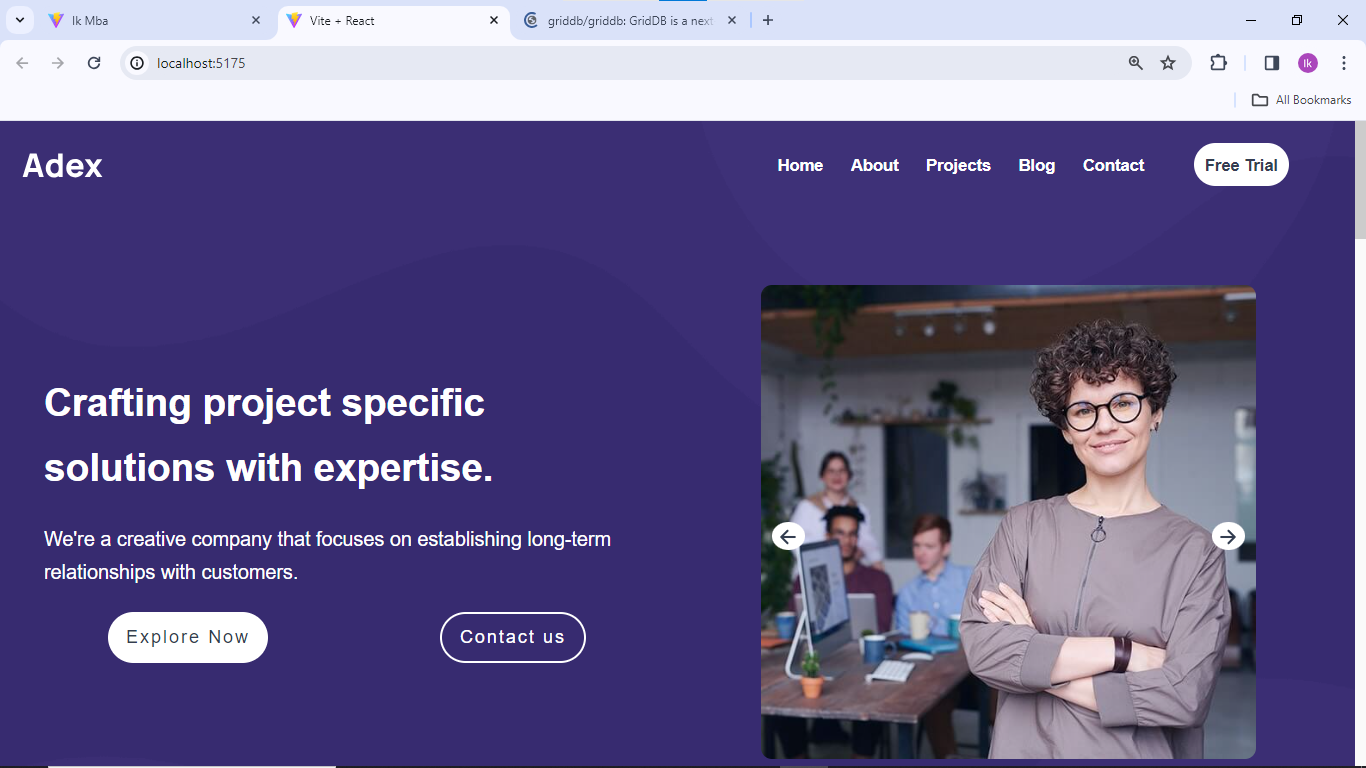 Ik Mba
Vite + React
griddb/griddb: GridDB is a next
localhost:5175
Ik
All Bookmarks
Adex
Home About Projects Blog Contact Free Trial
Crafting project specific
solutions with expertise.
We're a creative company that focuses on establishing long-term
relationships with customers.
Explore Now Contact us